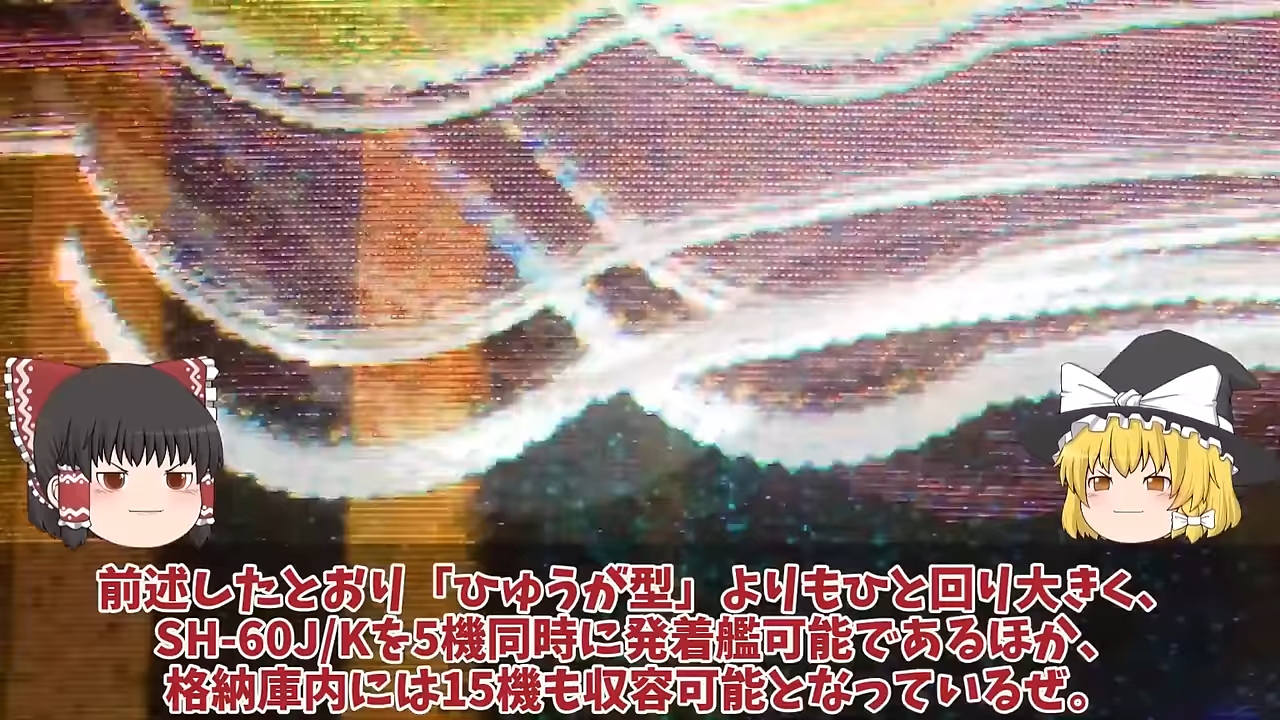 前述したとおり「ひゅうが型」よりもひと回り大きく、
SH-60J/Kを5機同時に発着艦可能であるほか、
格納庫内には15機も収容可能となっているぜ。